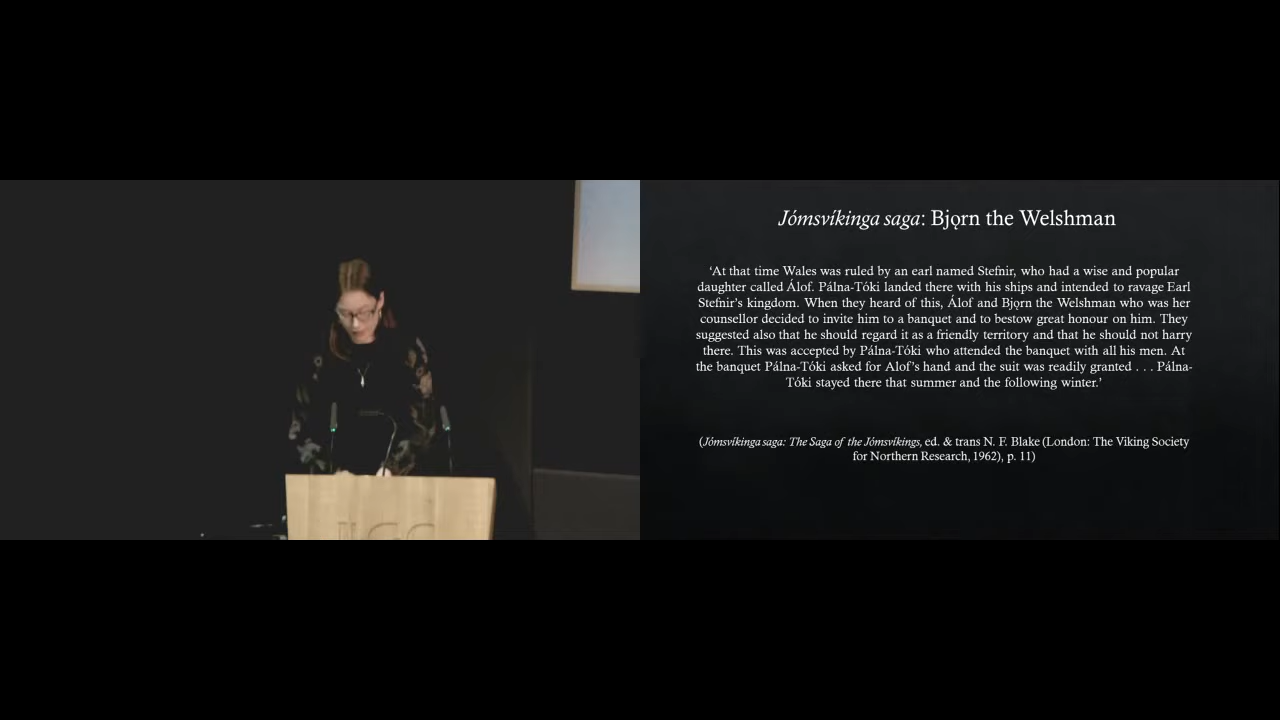 Jómsvíkinga saga: Bjǫrn the Welshman
‘At that time Wales was ruled by an earl named Stefnir, who had a wise and popular
daughter called Álof. Pálna-Tóki landed there with his ships and intended to ravage Earl
Stefnir’s kingdom. When they heard of this, Álof and Bjǫrn the Welshman who was her
counsellor decided to invite him to a banquet and to bestow great honour on him. They
suggested also that he should regard it as a friendly territory and that he should not harry
there. This was accepted by Pálna-Tóki who attended the banquet with all his men. At
the banquet Pálna-Tóki asked for Alof’s hand and the suit was readily granted . . . Pálna-
Tóki stayed there that summer and the following winter.’
(Jómsvíkinga saga: The Saga of the Jómsvíkings, ed. & trans N. F. Blake (London: The Viking Society
for Northern Research, 1962), p. 11)